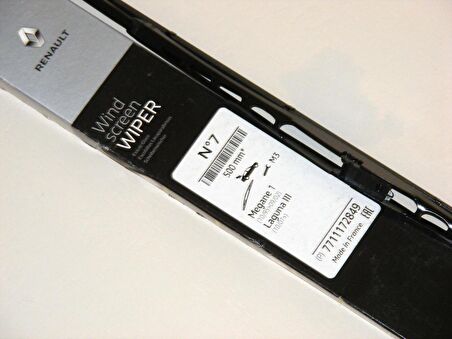 RENAULT
Wind
screen
WIPER
N°7
500 mm*
M3
Megane 1
Laguna III
(P) 7711172849
Made in France
EAC